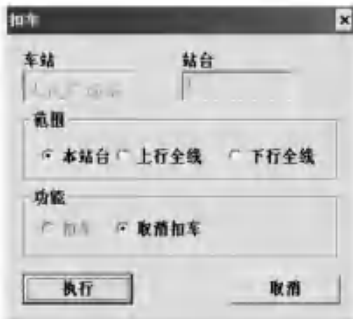 扣车
车站 站台
范围
本站台 上行全线 下行全线
功能
扣车 取消扣车
执行 取消